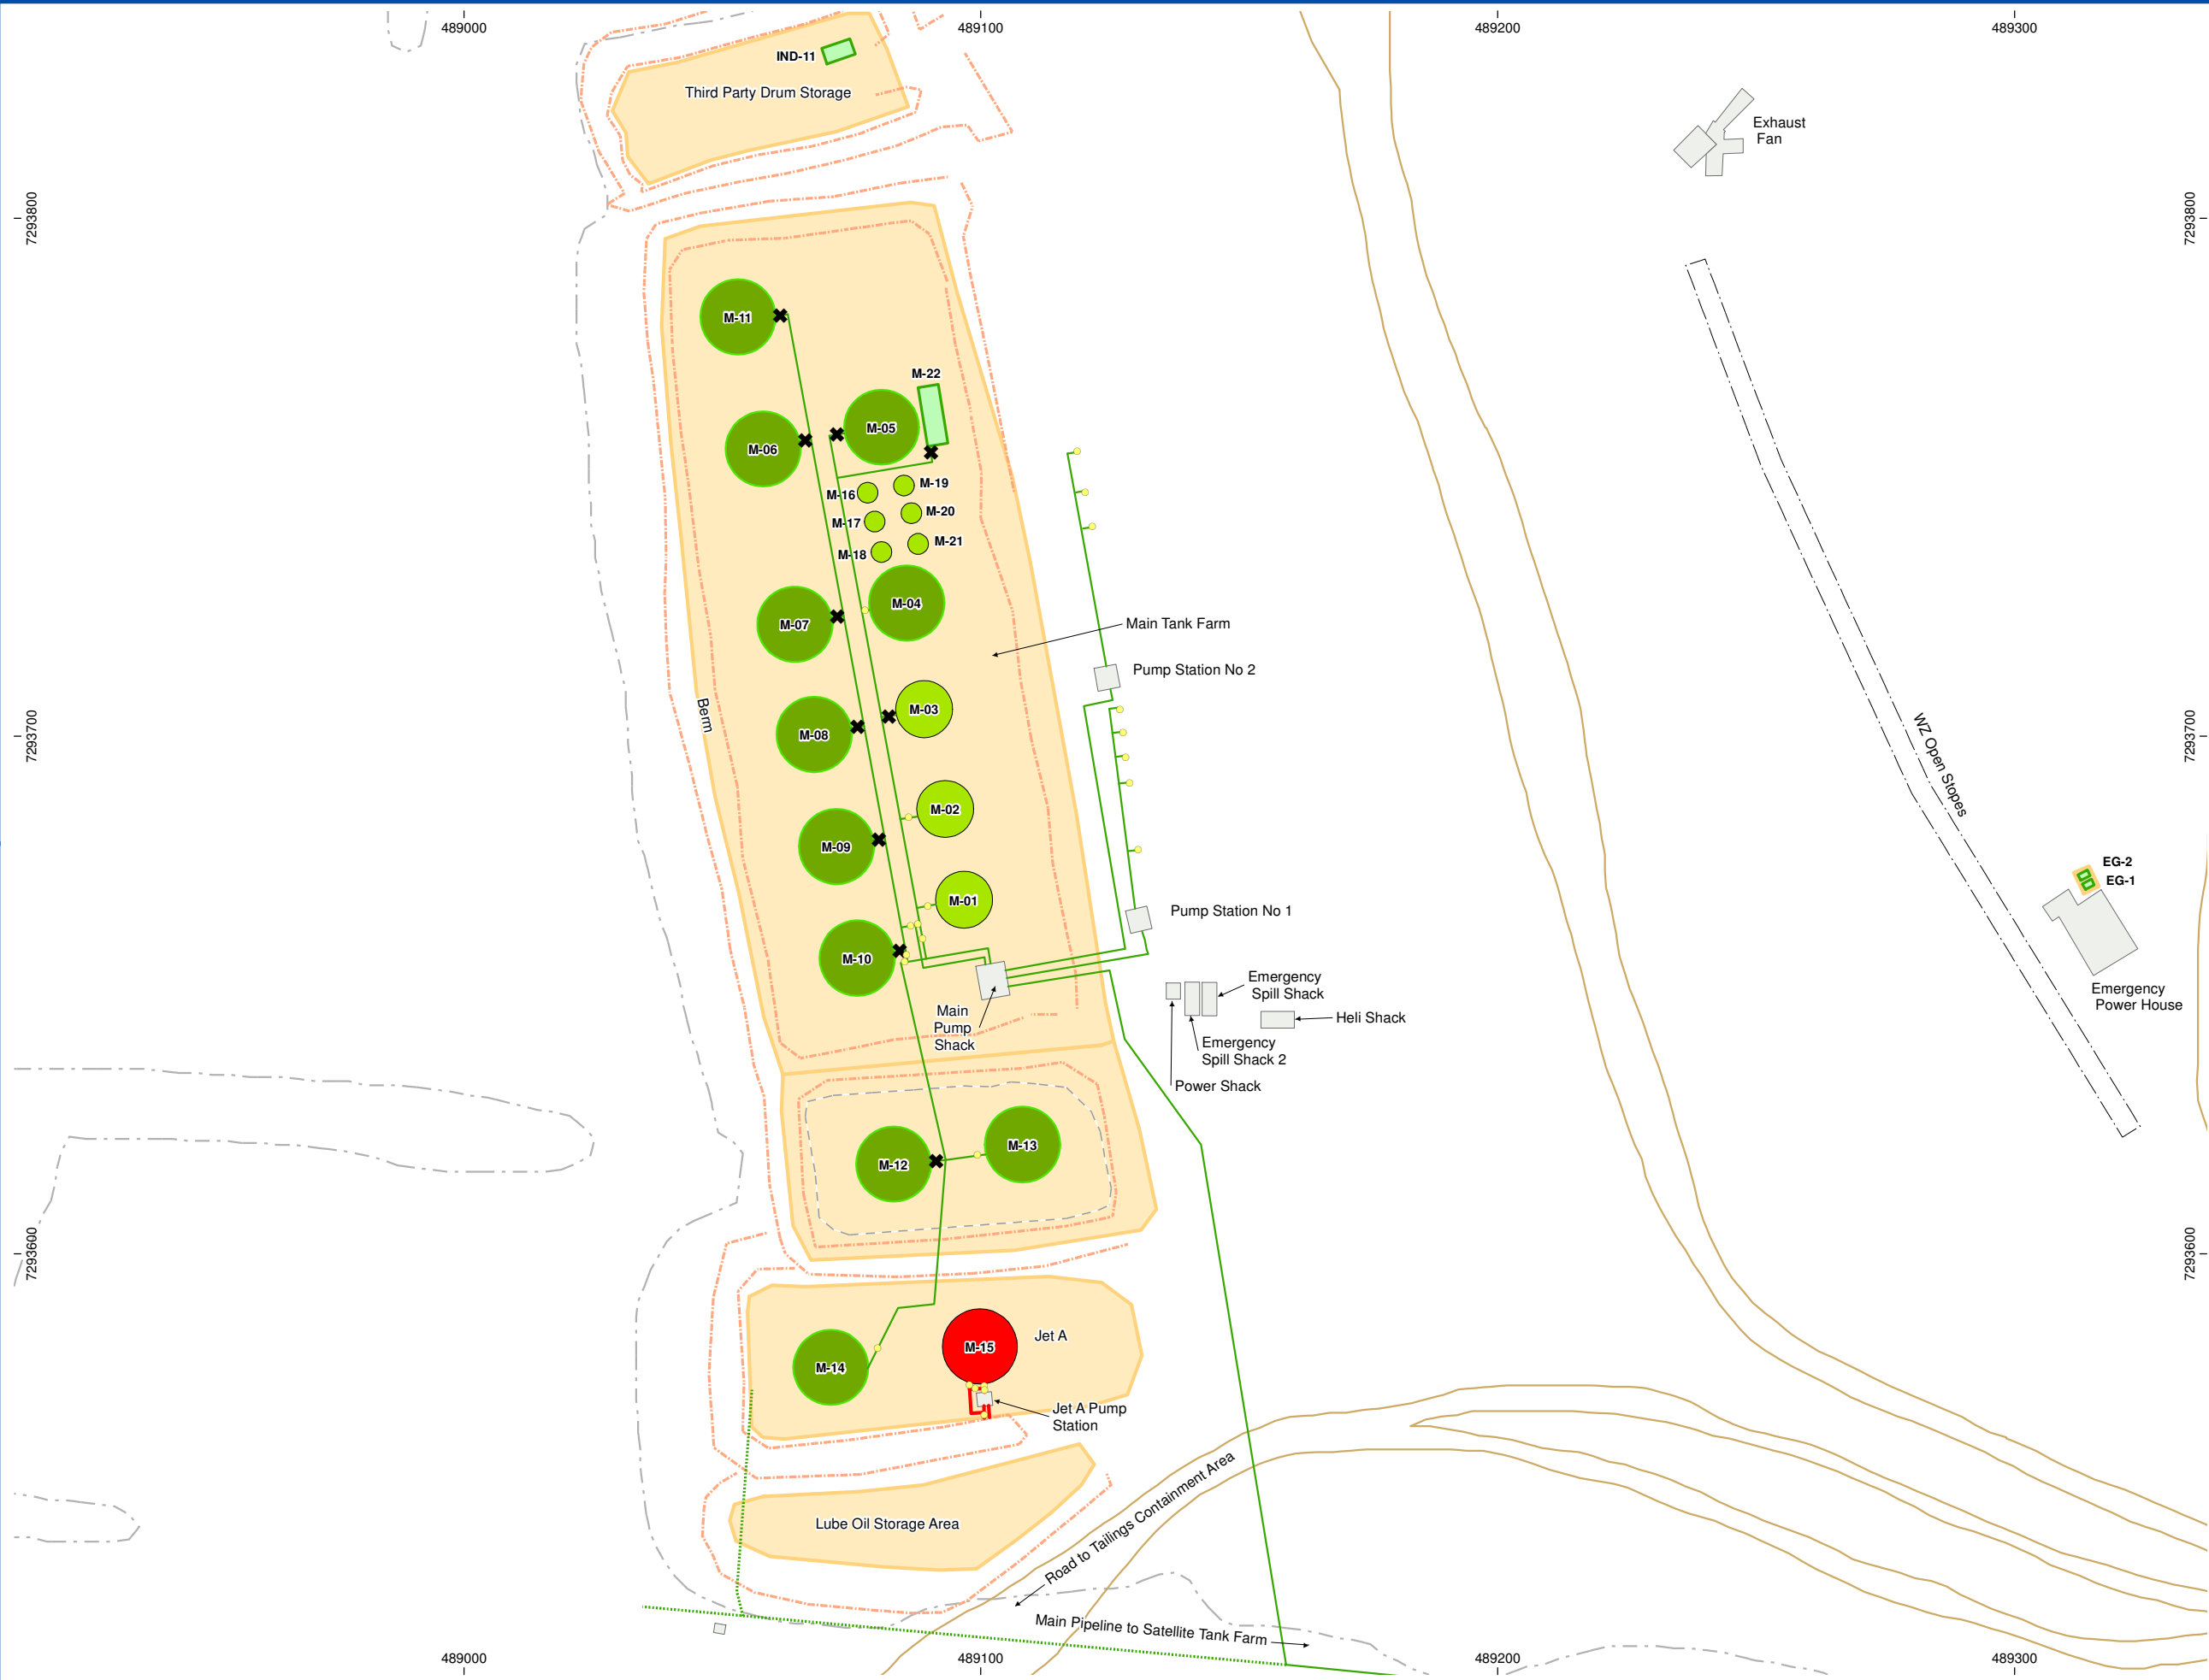 489000
489100
489200
489300
IND-11
Third Party Drum Storage
Exhaust
Fan
7293800
7293800
M-11
M-22
M-05
M-06
M-19
M-16
M-20
M-17
M-21
M-18
M-04
M-07
Main Tank Farm
Pump Station No 2
Berm
M-03
M-08
7293700
7293700
WZ Open Stopes
M-02
M-09
EG-2
EG-1
M-01
Pump Station No 1
M-10
Emergency
Spill Shack
Emergency
Power House
Main
Pump
Shack
Heli Shack
Emergency
Spill Shack 2
Power Shack
M-13
M-12
7293600
7293600
Jet A
M-15
M-14
Jet A Pump
Station
Road to Tailings Containment Area
Lube Oil Storage Area
Main Pipeline to Satellite Tank Farm
489000
489100
489200
489300